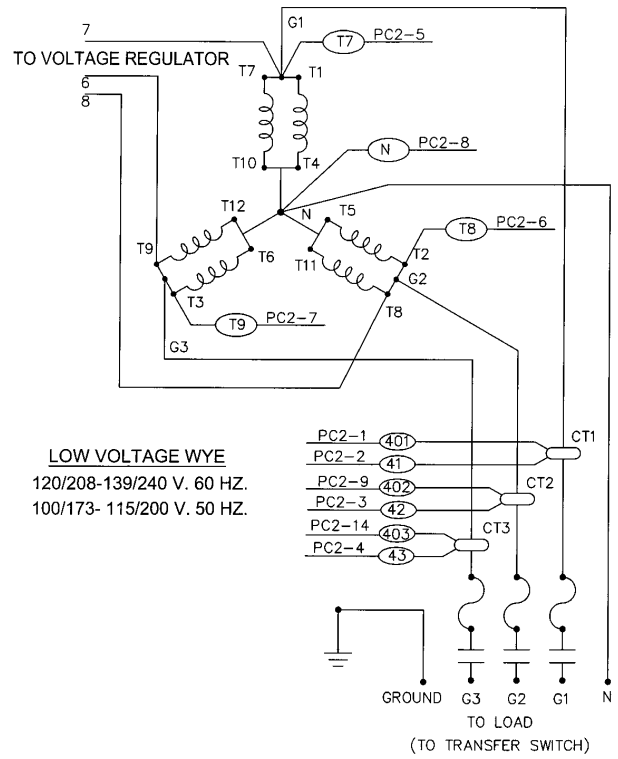 7
G1
T7
PC2-5
TO VOLTAGE REGULATOR
6
8
T7
T1
T10
T4
N
PC2-8
T12
N
T5
T8
PC2-6
T9
T6
T11
T2
G2
T3
T8
T9
PC2-7
G3
PC2-1
401
CT1
PC2-2
41
PC2-9
402
CT2
PC2-3
42
PC2-14
403
CT3
PC2-4
43
LOW VOLTAGE WYE
120/208-139/240 V. 60 HZ.
100/173- 115/200 V. 50 HZ.
GROUND
G3
G2
G1
N
TO LOAD
(TO TRANSFER SWITCH)